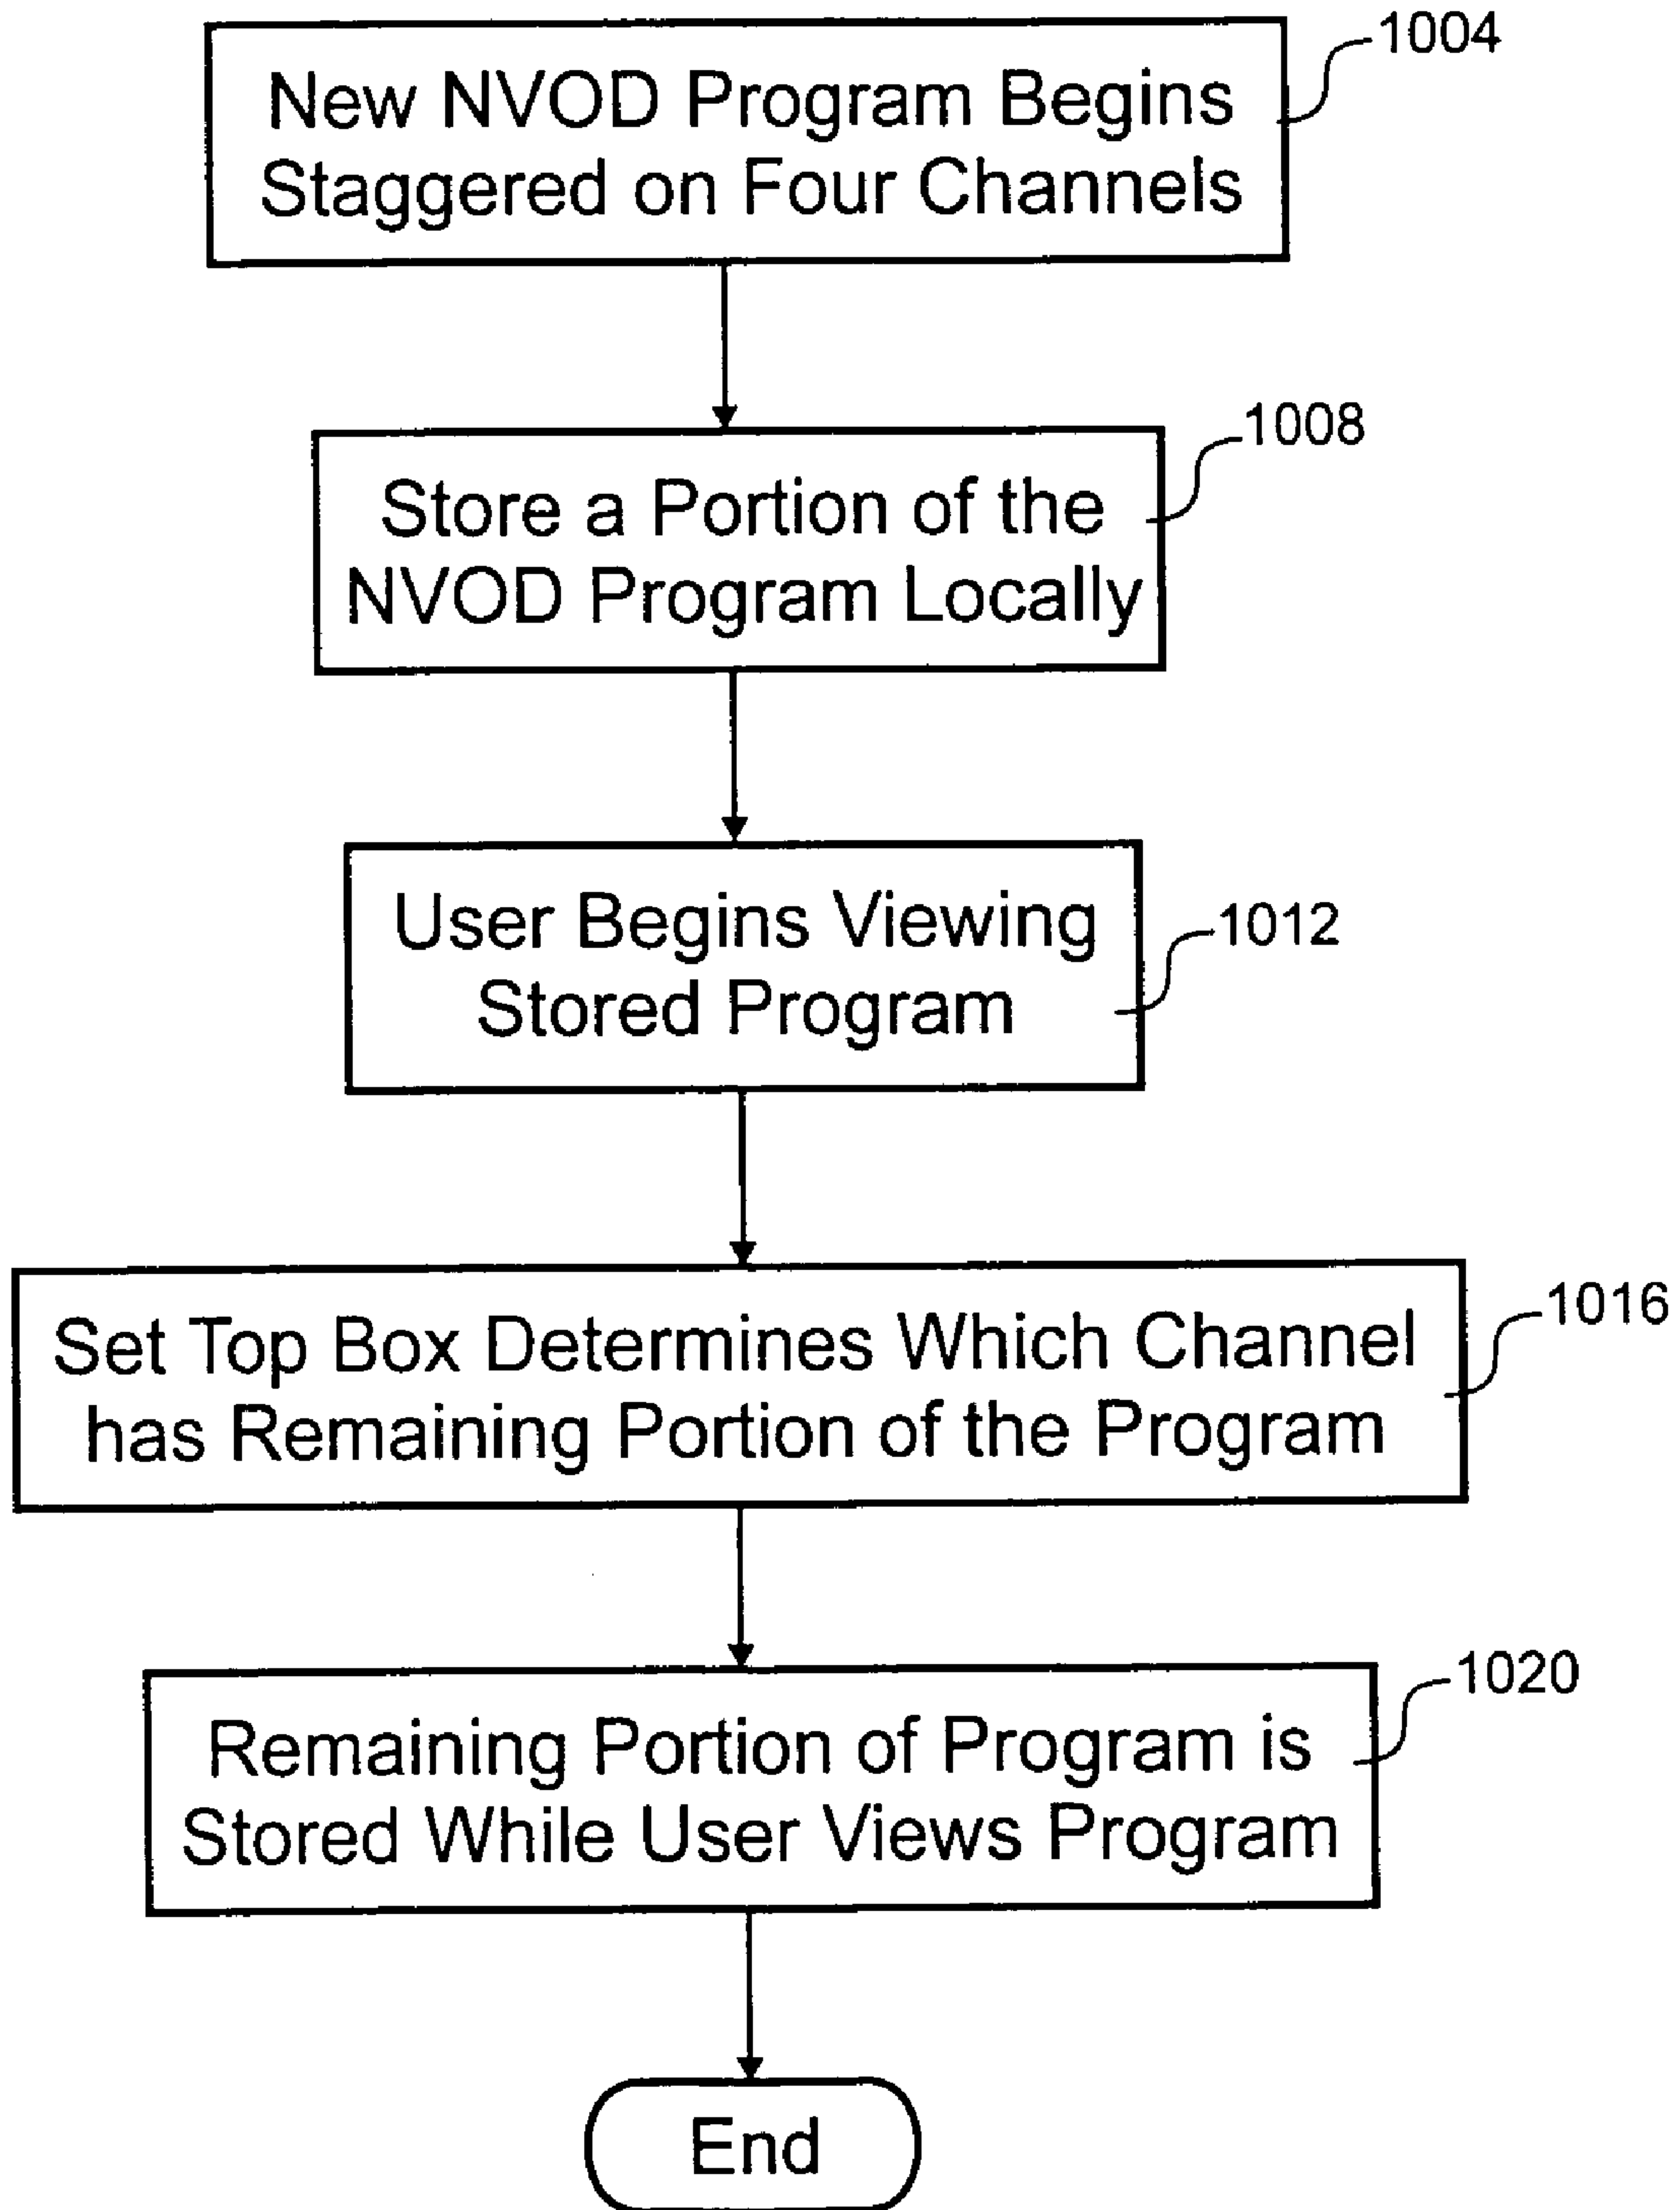 1004
New NVOD Program Begins
Staggered on Four Channels
1008
Store a Portion of the
NVOD Program Locally
1012
User Begins Viewing
Stored Program
1016
Set Top Box Determines Which Channel
has Remaining Portion of the Program
1020
Remaining Portion of Program is
Stored While User Views Program
End